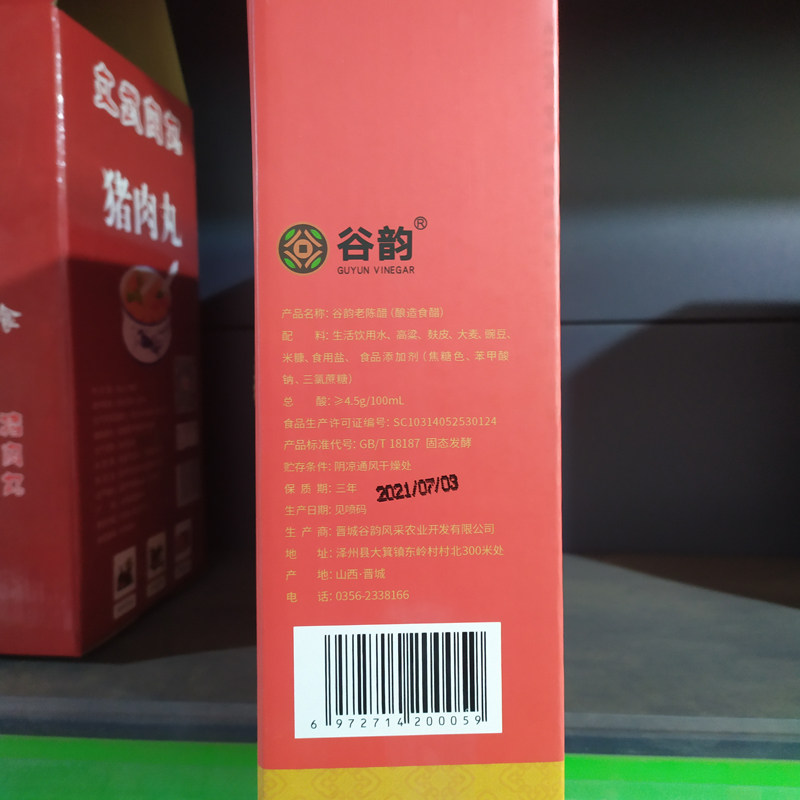 猪肉丸
谷韵®
GUYUN VINEGAR
产品名称: 谷韵老陈醋 (酿造食醋)
配 料: 生活饮用水、高粱、麸皮、大麦、豌豆、
米糠、食用盐、 食品添加剂 (焦糖色、苯甲酸
钠、三氯蔗糖)
总 酸: ≥4.5g/100mL
食品生产许可证编号: SC10314052530124
产品标准代号: GB/T 18187 固态发酵
贮存条件: 阴凉通风干燥处
保 质 期: 三年
2021/07/03
生产日期: 见喷码
生 产 商: 晋城谷韵风采农业开发有限公司
地 址: 泽州县大箕镇东岭村村北300米处
产 地: 山西·晋城
电 话: 0356-2338166
6 972714 200059